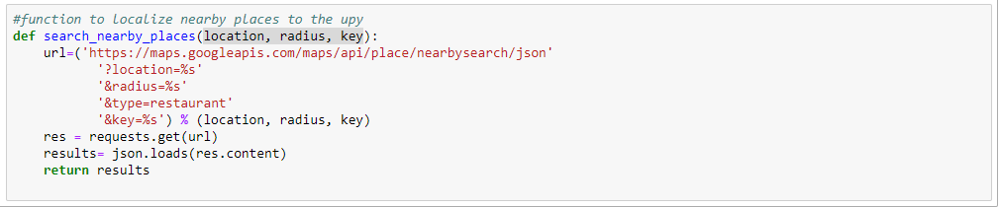 #function to localize nearby places to the upy
def search_nearby_places(location, radius, key):
    url=('https://maps.googleapis.com/maps/api/place/nearbysearch/json'
           '?location=%s'
           '&radius=%s'
           '&type=restaurant'
           '&key=%s') % (location, radius, key)
    res = requests.get(url)
    results= json.loads(res.content)
    return results